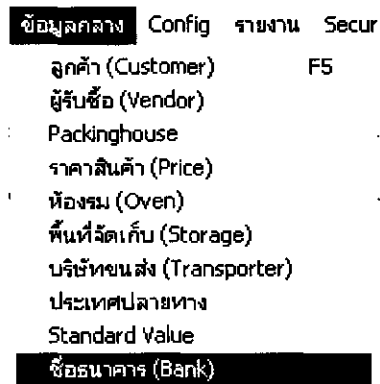 ข้อมูลกลาง Config รายงาน Secur
ลูกค้า (Customer) F5
ผู้รับซื้อ (Vendor)
Packinghouse
ราคาสินค้า (Price)
ห้องรม (Oven)
พื้นที่จัดเก็บ (Storage)
บริษัทขนส่ง (Transporter)
ประเทศปลายทาง
Standard Value
ชื่อธนาคาร (Bank)